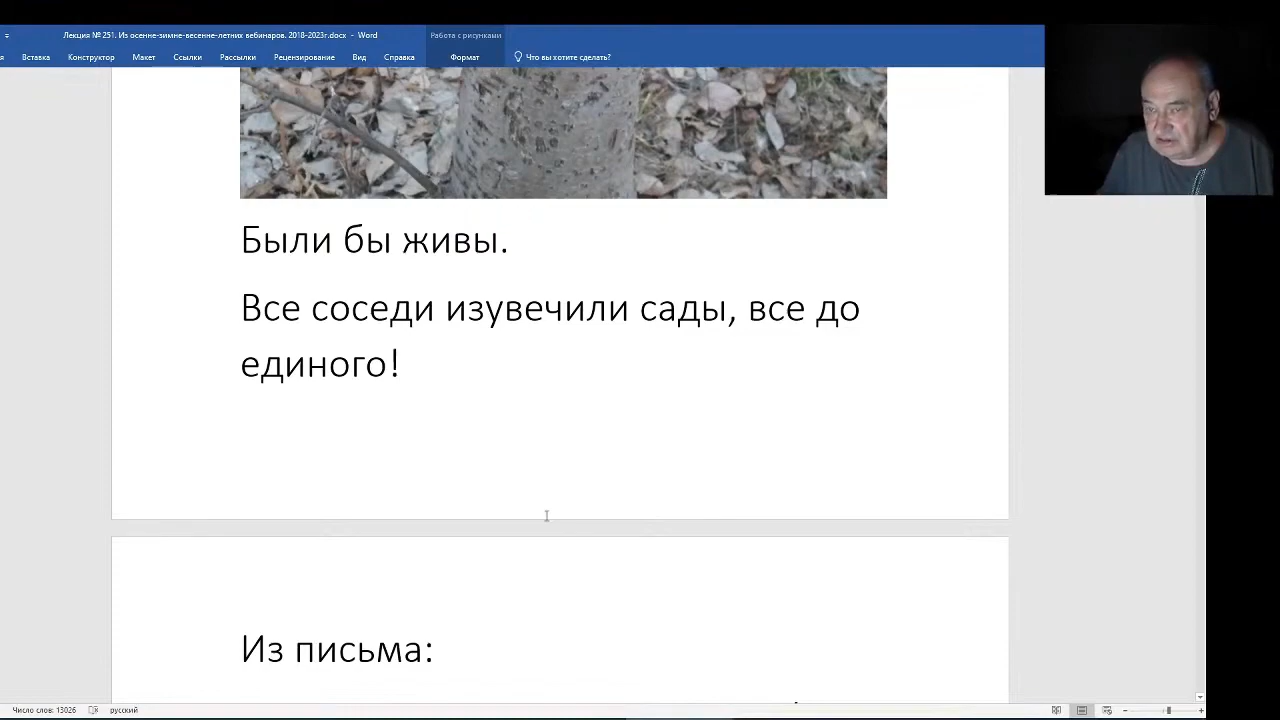 Лекция № 251. Из осенне-зимне-весенне-летних вебинаров. 2018-2023г.docx - Word
Работа с рисунками
я Вставка Конструктор Макет Ссылки Рассылки Рецензирование Вид Справка Формат Что вы хотите сделать?
Были бы живы.
Все соседи изувечили сады, все до
единого!
Из письма:
Число слов: 13026 русский